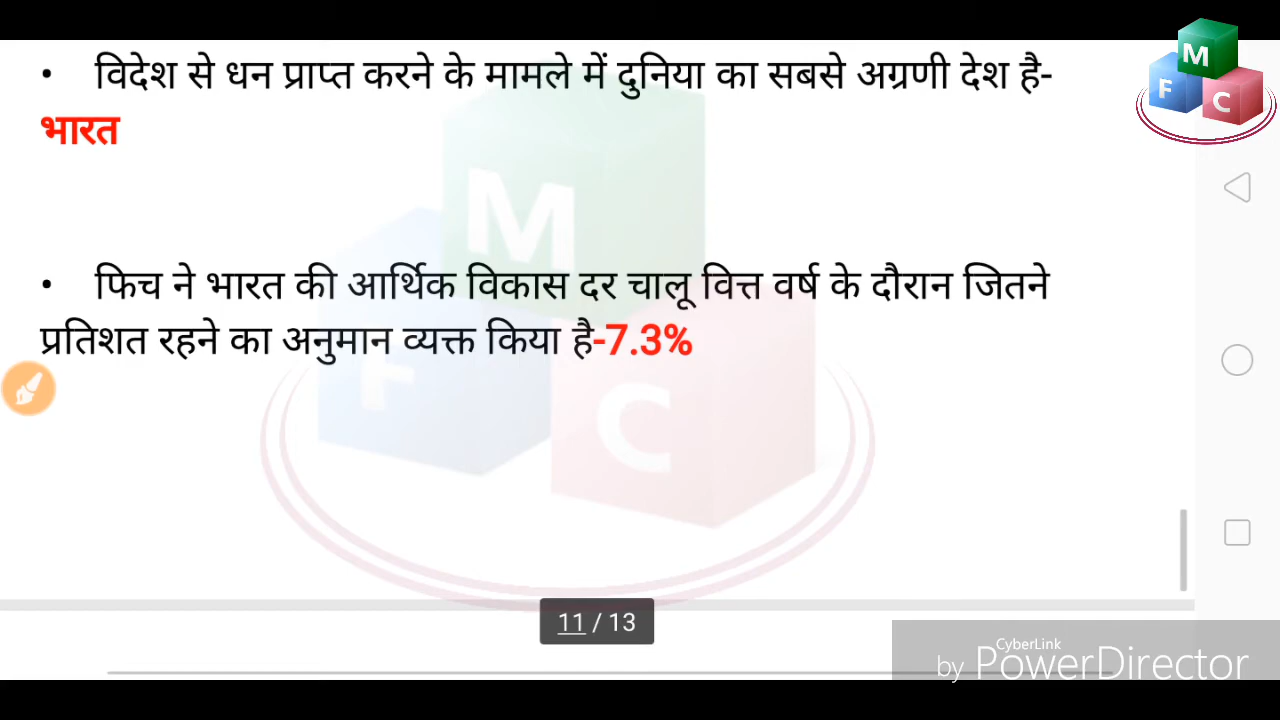 • विदेश से धन प्राप्त करने के मामले में दुनिया का सबसे अग्रणी देश है-
भारत
• फिच ने भारत की आर्थिक विकास दर चालू वित्त वर्ष के दौरान जितने
प्रतिशत रहने का अनुमान व्यक्त किया है-7.3%
M
F
C
M
F
C
11 / 13
CyberLink
by PowerDirector